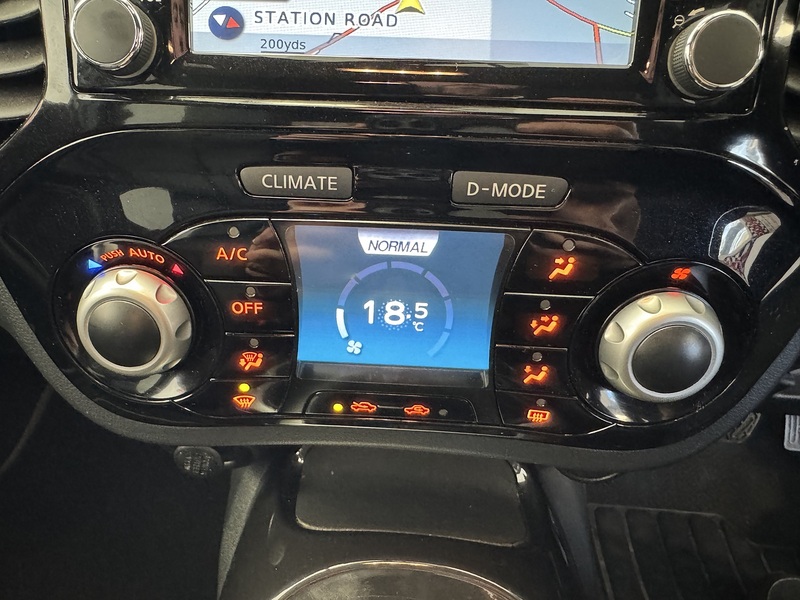 STATION ROAD
200yds
CLIMATE
D-MODE
NORMAL
A/C
PUSH AUTO
18.5
°C
OFF